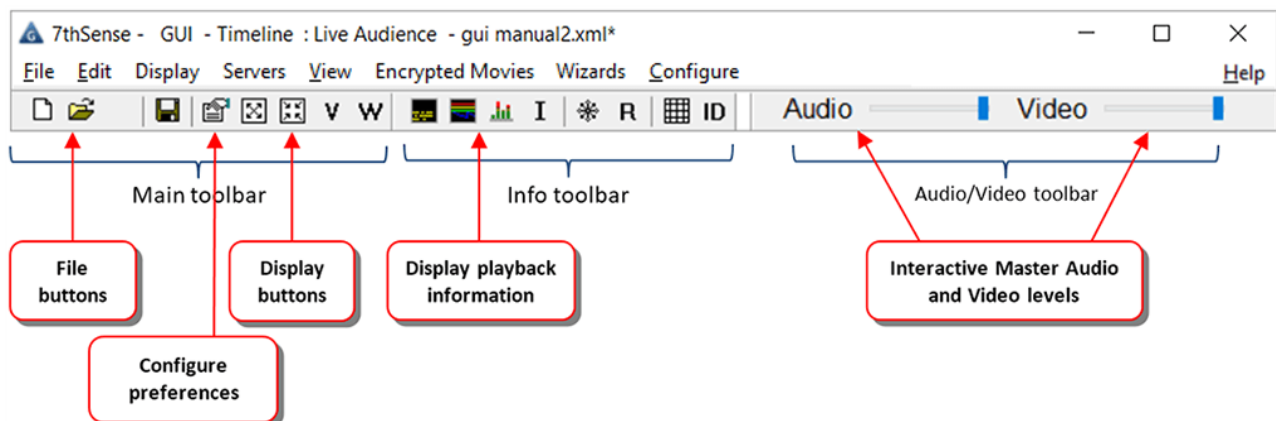 7thSense - GUI - Timeline : Live Audience - gui manual2.xml*
File Edit Display Servers View Encrypted Movies Wizards Configure Help
V W I R ID Audio Video
Main toolbar Info toolbar Audio/Video toolbar
File
buttons
Display
buttons
Display playback
information
Interactive Master Audio
and Video levels
Configure
preferences